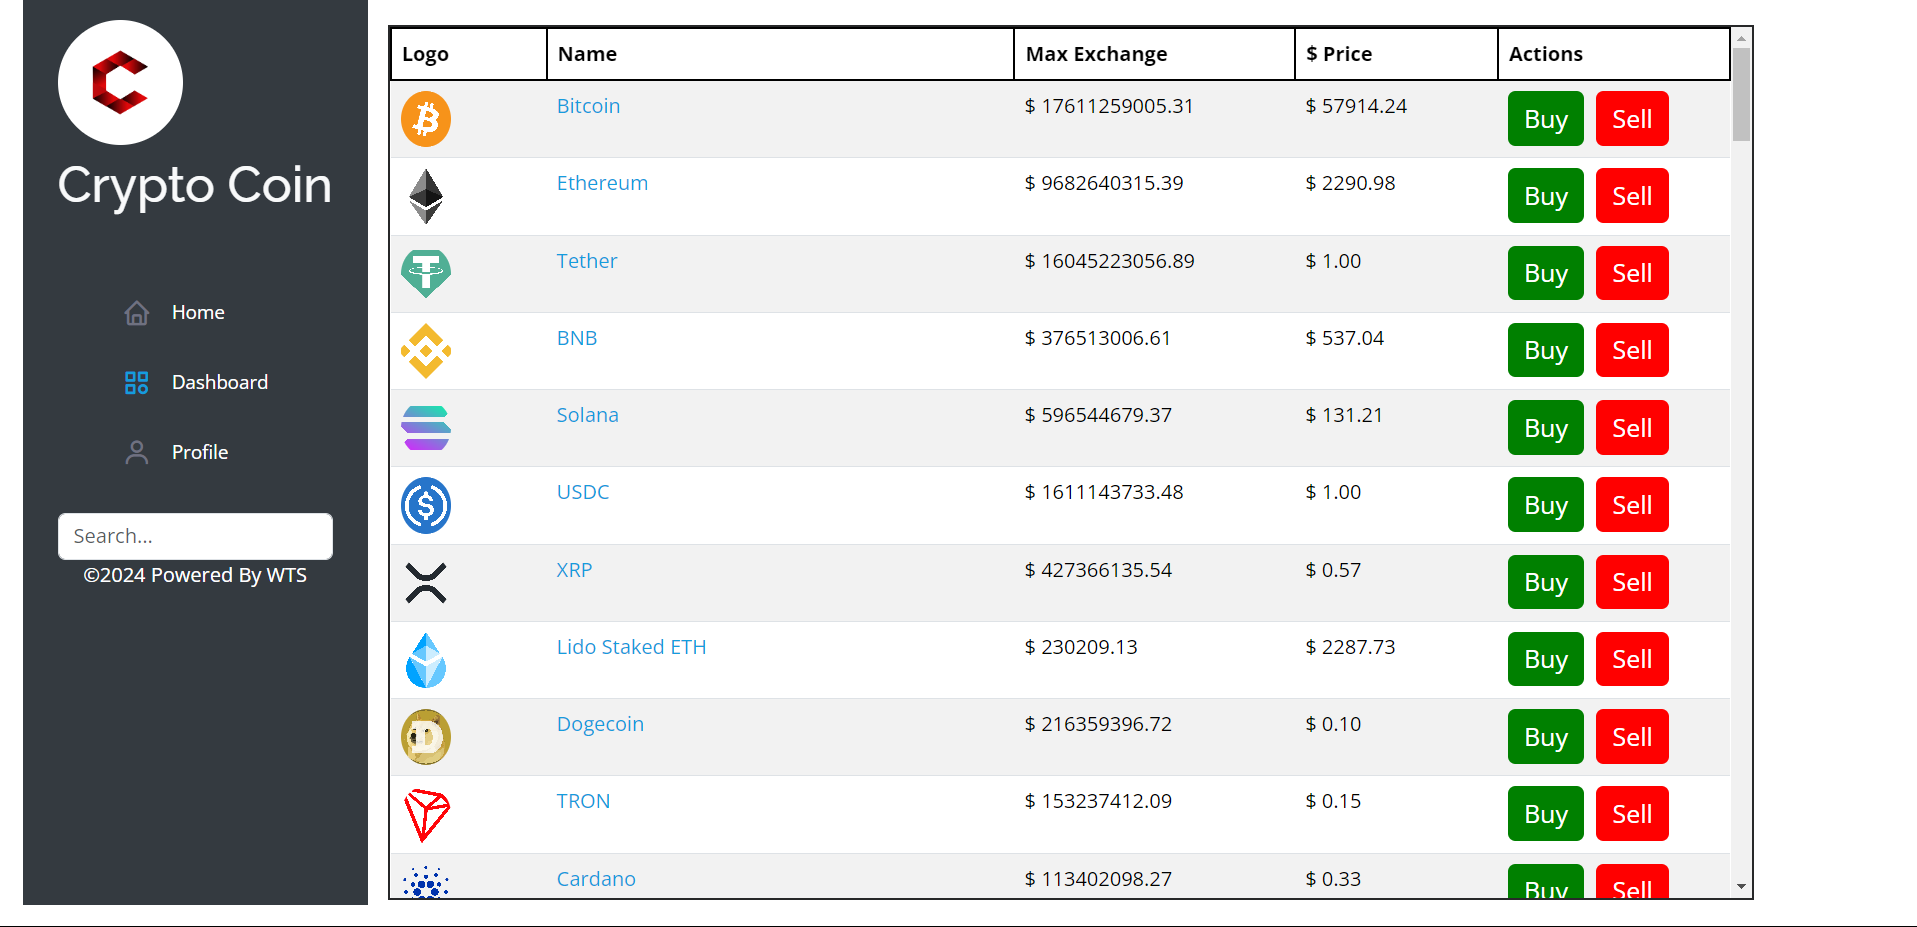 Crypto Coin
Home
Dashboard
Profile
Search...
©2024 Powered By WTS
Logo Name Max Exchange $ Price Actions
Bitcoin $ 17611259005.31 $ 57914.24 Buy Sell
Ethereum $ 9682640315.39 $ 2290.98 Buy Sell
Tether $ 16045223056.89 $ 1.00 Buy Sell
BNB $ 376513006.61 $ 537.04 Buy Sell
Solana $ 596544679.37 $ 131.21 Buy Sell
USDC $ 1611143733.48 $ 1.00 Buy Sell
XRP $ 427366135.54 $ 0.57 Buy Sell
Lido Staked ETH $ 230209.13 $ 2287.73 Buy Sell
Dogecoin $ 216359396.72 $ 0.10 Buy Sell
TRON $ 153237412.09 $ 0.15 Buy Sell
Cardano $ 113402098.27 $ 0.33 Buy Sell